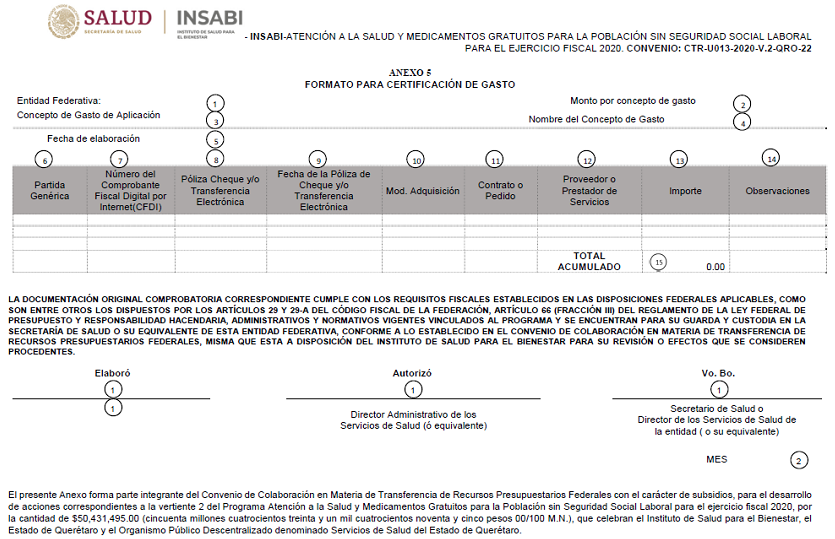 SALUD
SECRETARÍA DE SALUD
INSABI
INSTITUTO DE SALUD PARA
EL BIENESTAR
- INSABI-ATENCIÓN A LA SALUD Y MEDICAMENTOS GRATUITOS PARA LA POBLACIÓN SIN SEGURIDAD SOCIAL LABORAL
PARA EL EJERCICIO FISCAL 2020. CONVENIO: CTR-U013-2020-V.2-QRO-22
ANEXO 5
FORMATO PARA CERTIFICACIÓN DE GASTO
Entidad Federativa: 1 Monto por concepto de gasto 2
Concepto de Gasto de Aplicación 3 Nombre del Concepto de Gasto 4
Fecha de elaboración 5
6 7 8 9 10 11 12 13 14
Partida Genérica
Número del Comprobante Fiscal Digital por Internet(CFDI)
Póliza Cheque y/o Transferencia Electrónica
Fecha de la Póliza de Cheque y/o Transferencia Electrónica
Mod. Adquisición
Contrato o Pedido
Proveedor o Prestador de Servicios
Importe
Observaciones
TOTAL ACUMULADO 15 0.00
LA DOCUMENTACIÓN ORIGINAL COMPROBATORIA CORRESPONDIENTE CUMPLE CON LOS REQUISITOS FISCALES ESTABLECIDOS EN LAS DISPOSICIONES FEDERALES APLICABLES, COMO
SON ENTRE OTROS LOS DISPUESTOS POR LOS ARTÍCULOS 29 Y 29-A DEL CÓDIGO FISCAL DE LA FEDERACIÓN, ARTÍCULO 66 (FRACCIÓN III) DEL REGLAMENTO DE LA LEY FEDERAL DE
PRESUPUESTO Y RESPONSABILIDAD HACENDARIA, ADMINISTRATIVOS Y NORMATIVOS VIGENTES VINCULADOS AL PROGRAMA Y SE ENCUENTRAN PARA SU GUARDA Y CUSTODIA EN LA
SECRETARÍA DE SALUD O SU EQUIVALENTE DE ESTA ENTIDAD FEDERATIVA, CONFORME A LO ESTABLECIDO EN EL CONVENIO DE COLABORACIÓN EN MATERIA DE TRANSFERENCIA DE
RECURSOS PRESUPUESTARIOS FEDERALES, MISMA QUE ESTA A DISPOSICIÓN DEL INSTITUTO DE SALUD PARA EL BIENESTAR PARA SU REVISIÓN O EFECTOS QUE SE CONSIDEREN
PROCEDENTES.
Elaboró Autorizó Vo. Bo.
1 1 1
1
Director Administrativo de los
Servicios de Salud (ó equivalente)
Secretario de Salud o
Director de los Servicios de Salud de
la entidad ( o su equivalente)
MES 2
El presente Anexo forma parte integrante del Convenio de Colaboración en Materia de Transferencia de Recursos Presupuestarios Federales con el carácter de subsidios, para el desarrollo
de acciones correspondientes a la vertiente 2 del Programa Atención a la Salud y Medicamentos Gratuitos para la Población sin Seguridad Social Laboral para el ejercicio fiscal 2020, por
la cantidad de $50,431,495.00 (cincuenta millones cuatrocientos treinta y un mil cuatrocientos noventa y cinco pesos 00/100 M.N.), que celebran el Instituto de Salud para el Bienestar, el
Estado de Querétaro y el Organismo Público Descentralizado denominado Servicios de Salud del Estado de Querétaro.